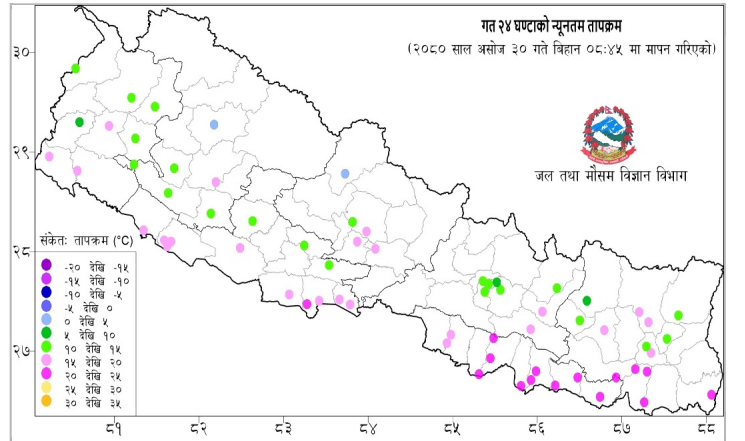 गत २४ घण्टाको न्यूनतम तापक्रम
(२०८० साल असोज ३० गते बिहान ०८:४५ मा मापन गरिएको)
जल तथा मौसम विज्ञान विभाग
३०
२९
२८
२७
संकेतः तापक्रम (°C)
-२० देखि -१५
-१५ देखि -१०
-१० देखि -५
-५ देखि ०
० देखि ५
५ देखि १०
१० देखि १५
१५ देखि २०
२० देखि २५
२५ देखि ३०
३० देखि ३५
८१ ८२ ८३ ८४ ८५ ८६ ८७ ८८